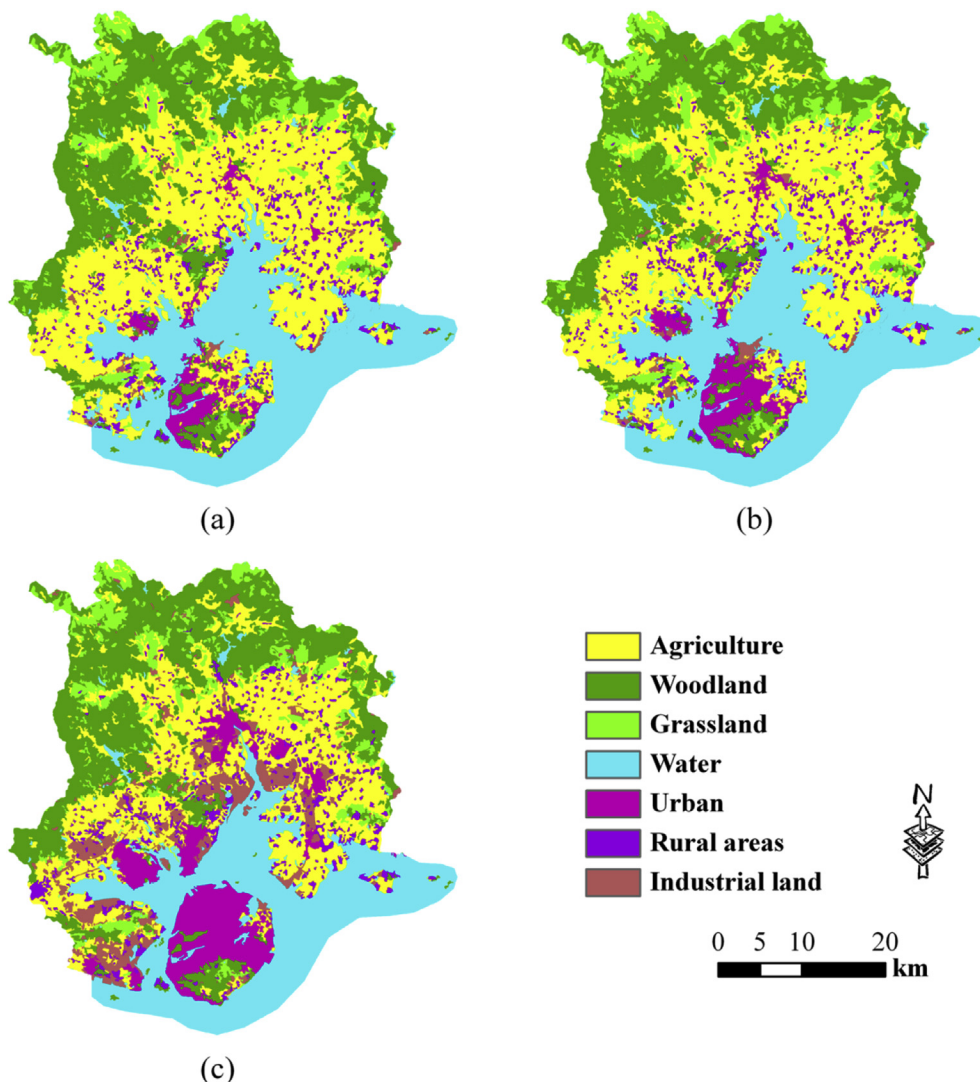 (a)
(b)
Agriculture
Woodland
Grassland
Water
Urban
Rural areas
Industrial land
N
0 5 10 20
km
(c)